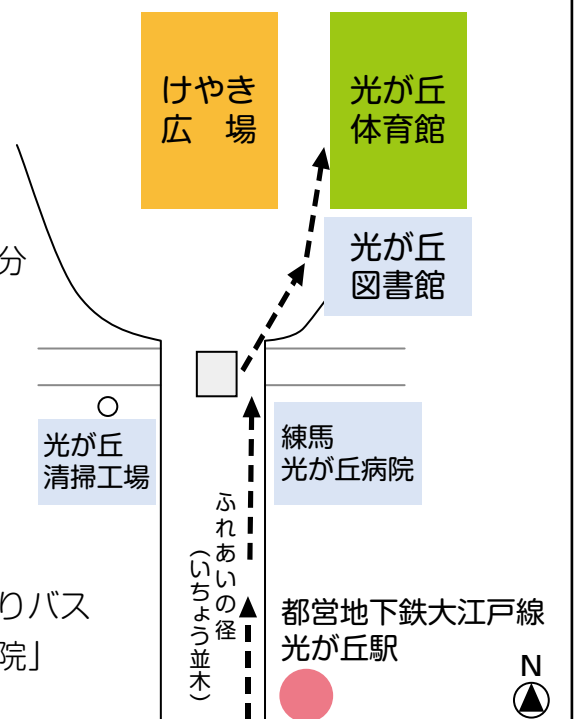 けやき
広　場
光が丘
体育館
分
光が丘
図書館
光が丘
清掃工場
練馬
光が丘病院
ふれあいの径
（いちょう並木）
りバス
院」
都営地下鉄大江戸線
光が丘駅
N